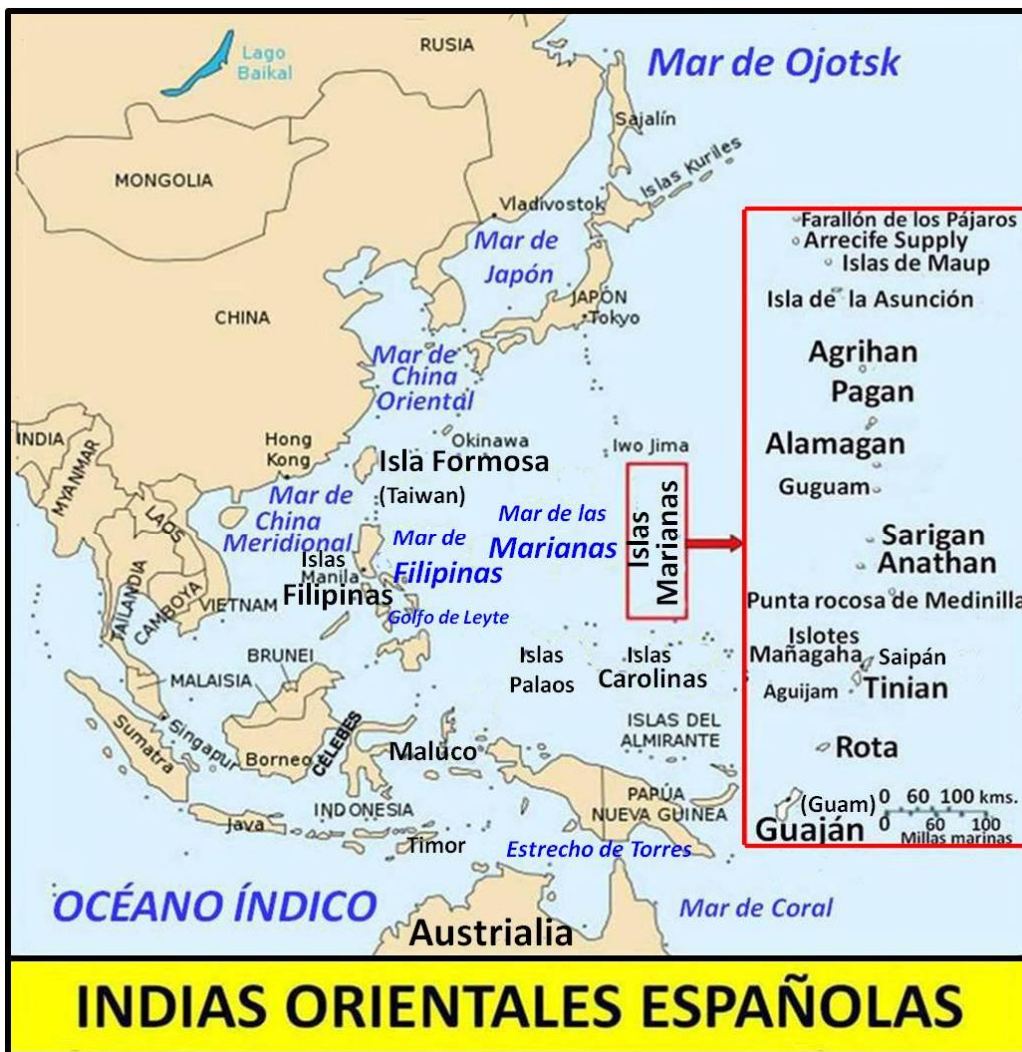 RUSIA
Mar de Ojotsk
Lago
Baikal
Sajalín
Islas Kuriles
MONGOLIA
Vladivostok
Mar de
Japón
CHINA
JAPÓN
Tokyo
Mar de
China
Oriental
INDIA
MYANMAR
Hong
Kong
Okinawa
Iwo Jima
Isla Formosa
(Taiwan)
LAOS
Mar de
China
Meridional
Mar de las
Marianas
Islas
Marianas
Mar de
Filipinas
Islas
Manila
Filipinas
TAILANDIA
CAMBOYA
VIETNAM
Golfo de Leyte
BRUNEI
MALAISIA
Islas
Palaos
Islas
Carolinas
Singapur
Sumatra
Borneo
CÉLEBES
Maluco
ISLAS DEL
ALMIRANTE
INDONESIA
PAPÚA
NUEVA GUINEA
Java
Timor
Estrecho de Torres
OCÉANO ÍNDICO
Mar de Coral
Austrialia
Farallón de los Pájaros
Arrecife Supply
Islas de Maup
Isla de la Asunción
Agrihan
Pagan
Alamagan
Guguam
Sarigan
Anathan
Punta rocosa de Medinilla
Islotes
Mañagaha
Saipán
Aguijam
Tinian
Rota
(Guam)
Guaján
0 60 100 kms.
0 60 100
Millas marinas
INDIAS ORIENTALES ESPAÑOLAS